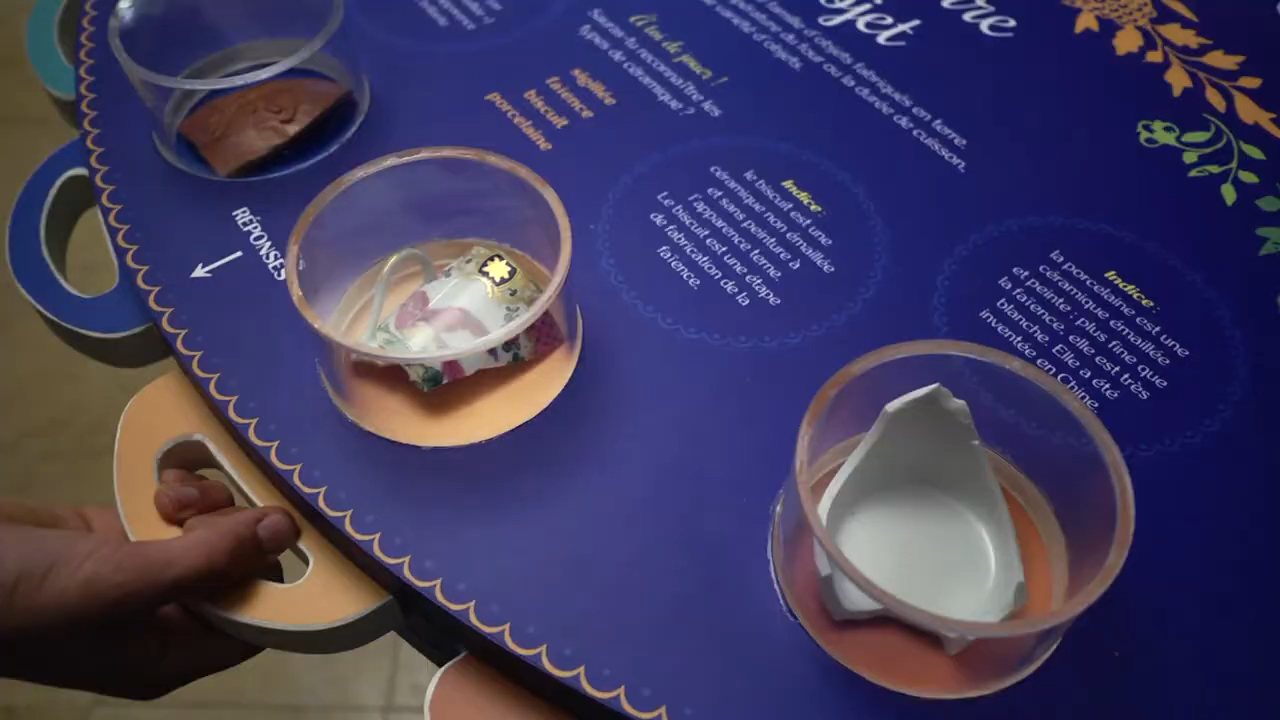 À toi de jouer !
Sauras-tu reconnaître les
types de céramique ?
sigillée
faïence
biscuit
porcelaine
d'objets fabriqués en terre.
du four ou la durée de cuisson,
variété d'objets.
RÉPONSES
Indice :
le biscuit est une
céramique non émaillée
et sans peinture à
l'apparence terne.
Le biscuit est une étape
de fabrication de la
faïence.
Indice :
la porcelaine est une
céramique émaillée
et peinte : plus fine que
la faïence, elle est très
blanche. Elle a été
inventée en Chine.